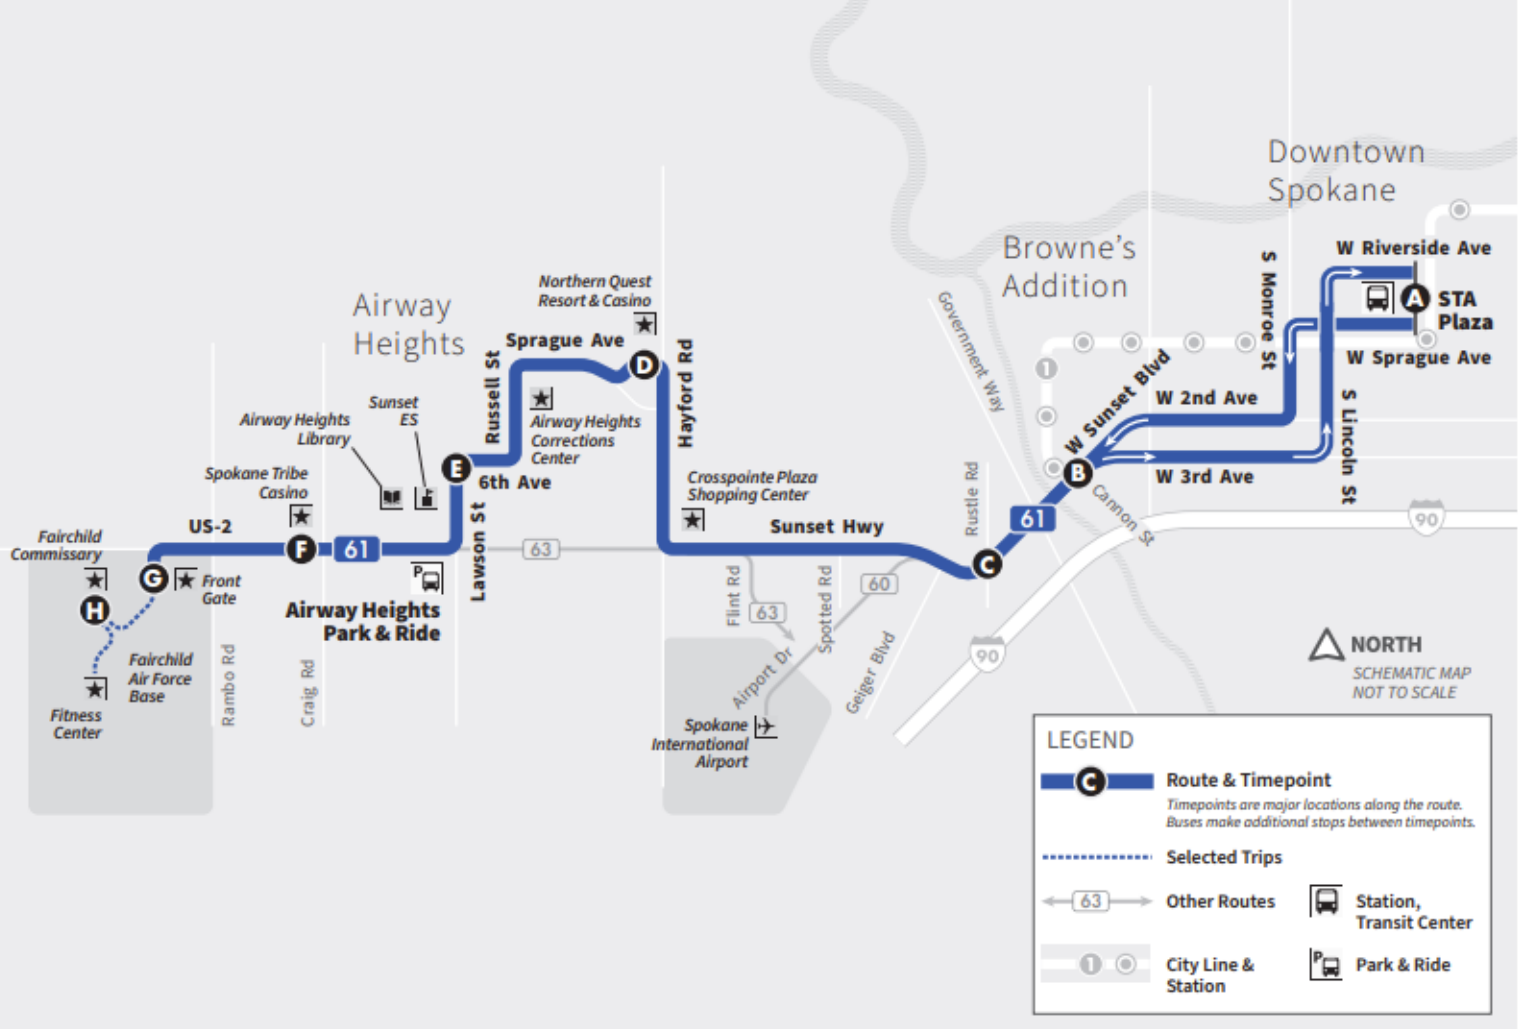 Downtown
Spokane
W Riverside Ave
Browne's
Addition
S Monroe St
A
STA
Plaza
W Sprague Ave
Northern Quest
Resort & Casino
Airway
Heights
Government Way
Sprague Ave
D
Russell St
Hayford Rd
1
W Sunset Blvd
W 2nd Ave
S Lincoln St
Sunset
ES
Airway Heights
Library
Airway Heights
Corrections
Center
E
6th Ave
B
W 3rd Ave
Spokane Tribe
Casino
Crosspointe Plaza
Shopping Center
Rustle Rd
Cannon St
US-2
Lawson St
Sunset Hwy
61
90
Fairchild
Commissary
F
61
63
C
G
Front
Gate
H
P
Airway Heights
Park & Ride
Flint Rd
63
Spotted Rd
60
Geiger Blvd
90
Airport Dr
Fairchild
Air Force
Base
Rambo Rd
Craig Rd
Fitness
Center
Spokane
International
Airport
NORTH
SCHEMATIC MAP
NOT TO SCALE
LEGEND
C
Route & Timepoint
Timepoints are major locations along the route.
Buses make additional stops between timepoints.
Selected Trips
63
Other Routes
Station,
Transit Center
1
City Line &
Station
P
Park & Ride